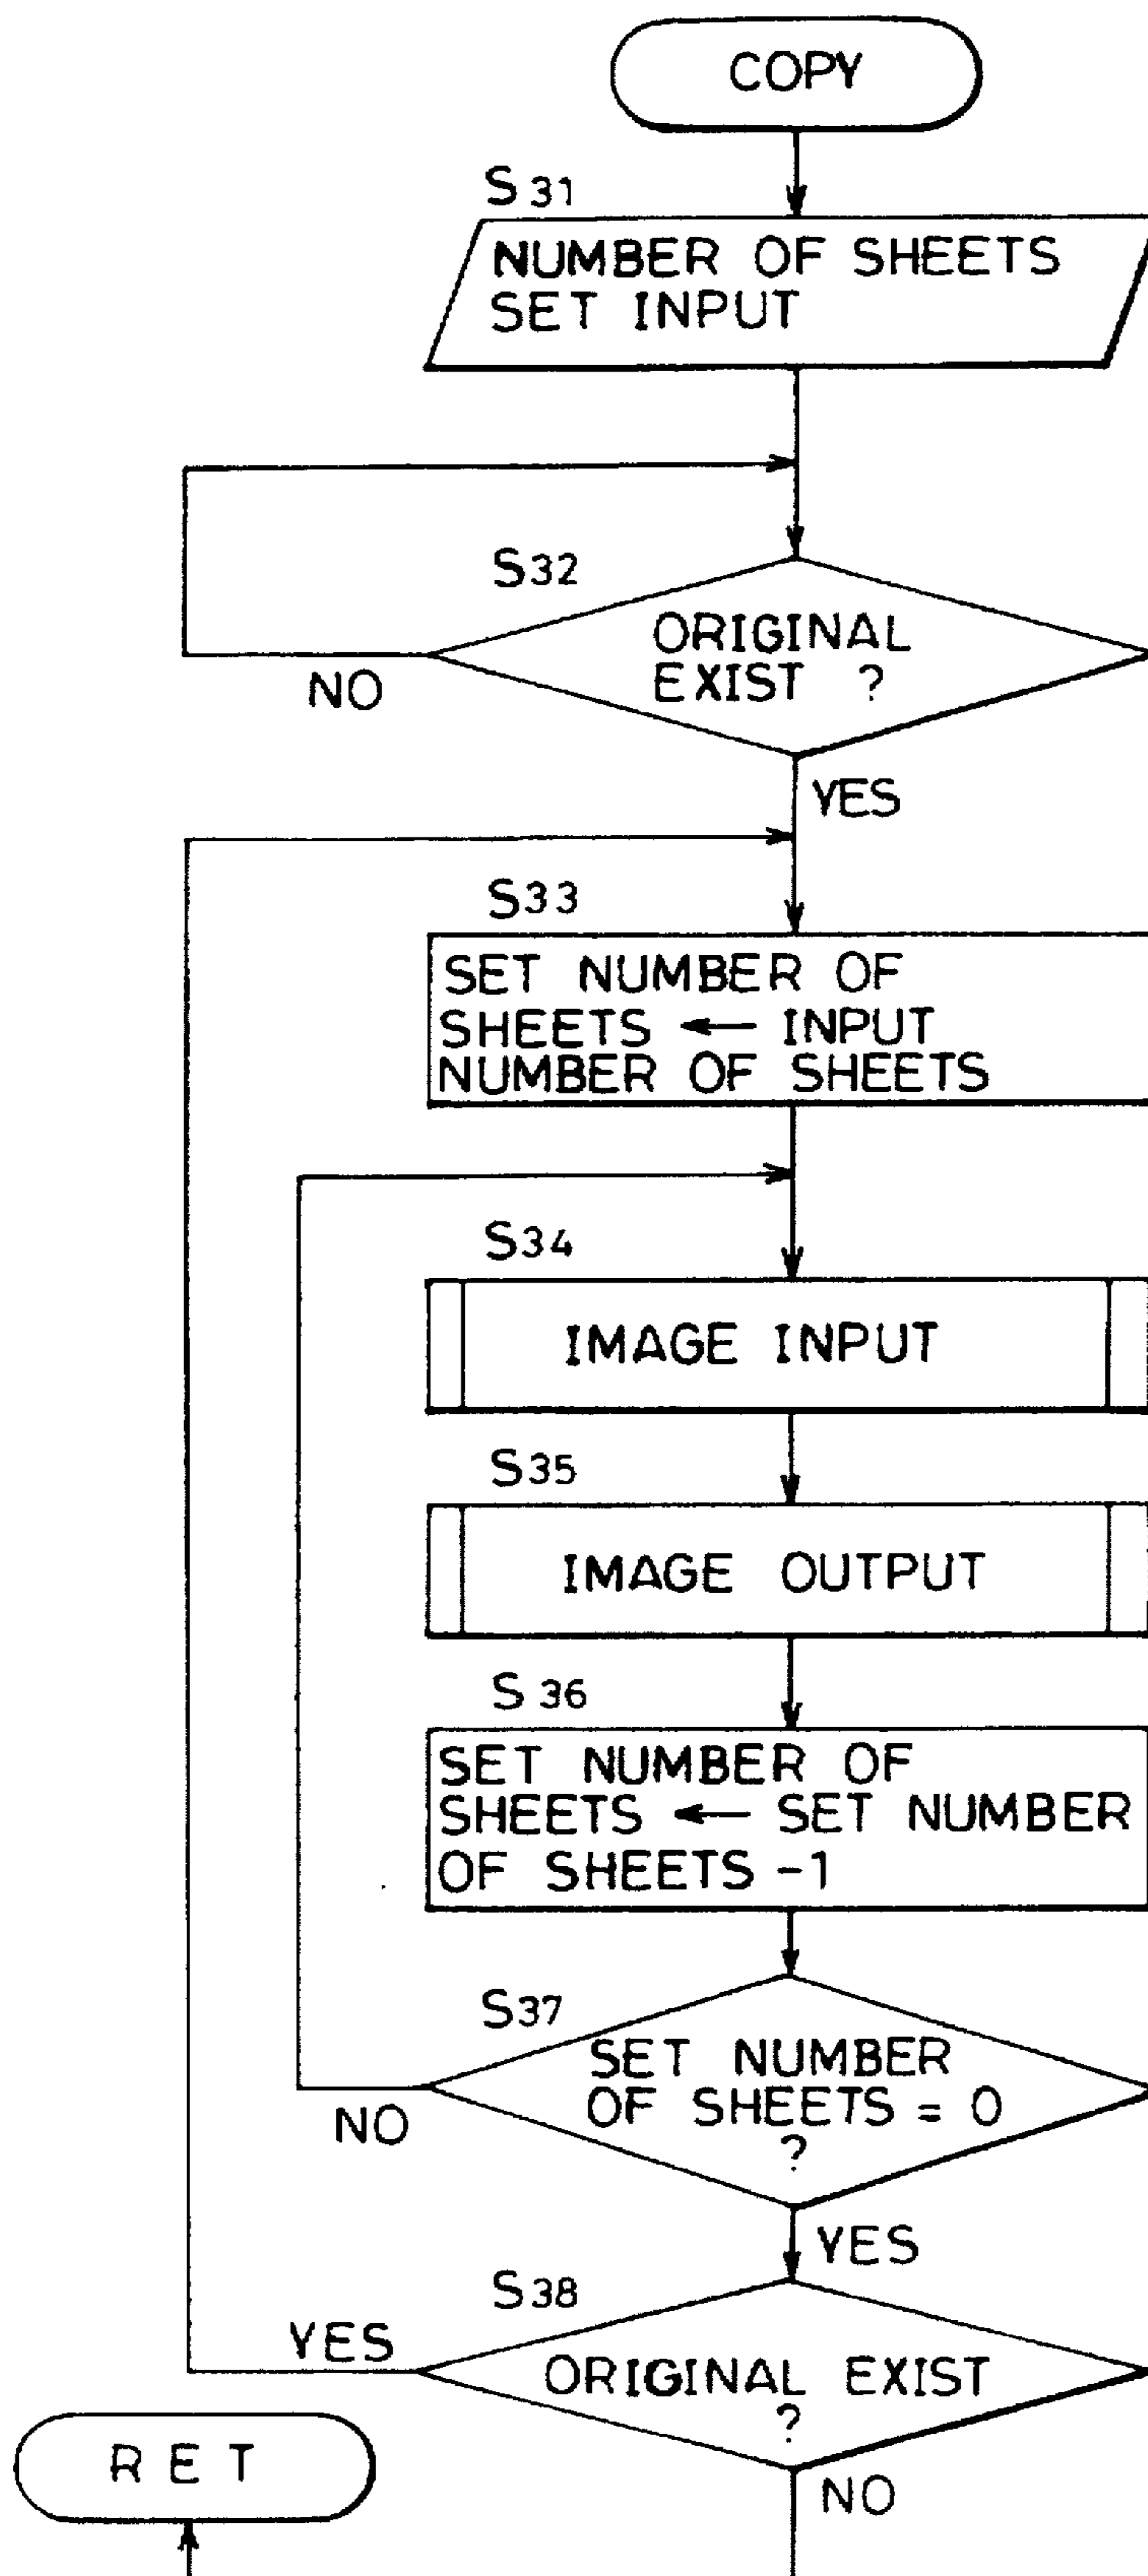 COPY
S31
NUMBER OF SHEETS
SET INPUT
S32
ORIGINAL
EXIST ?
NO
YES
S33
SET NUMBER OF
SHEETS ← INPUT
NUMBER OF SHEETS
S34
IMAGE INPUT
S35
IMAGE OUTPUT
S36
SET NUMBER OF
SHEETS ← SET NUMBER
OF SHEETS -1
S37
SET NUMBER
OF SHEETS = 0
?
NO
YES
S38
YES
ORIGINAL EXIST
?
RET
NO